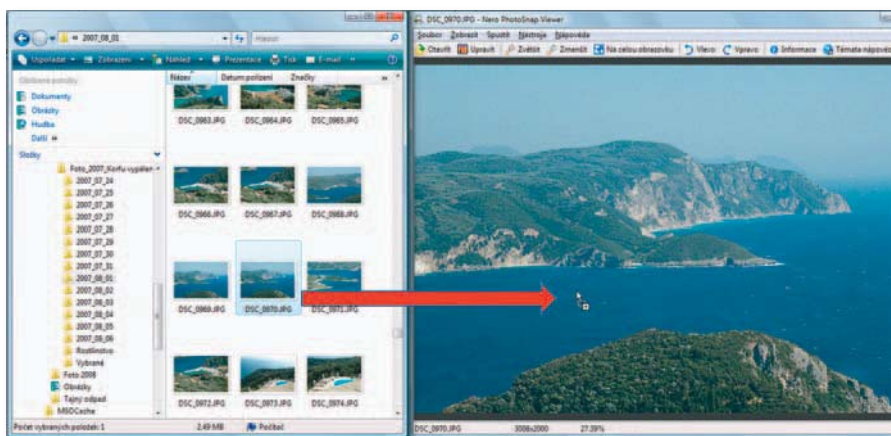 2007_08_01
Hledat
Uspořádat
Zobrazení
Náhled
Prezentace
Tisk
E-mail
Oblíbené položky
Dokumenty
Obrázky
Hudba
Další
Složky
Foto_2007_Korfu-vypálen
2007_07_24
2007_07_25
2007_07_26
2007_07_27
2007_07_28
2007_07_29
2007_07_30
2007_07_31
2007_08_01
2007_08_02
2007_08_03
2007_08_04
2007_08_05
2007_08_06
Rostlinstvo
Vybrané
Foto 2008
Obrázky
Tajný odpad
MSOCache
Název Datum pořízení Značky
DSC_0963.JPG DSC_0964.JPG DSC_0965.JPG
DSC_0966.JPG DSC_0967.JPG DSC_0968.JPG
DSC_0969.JPG DSC_0970.JPG DSC_0971.JPG
DSC_0972.JPG DSC_0973.JPG DSC_0974.JPG
Počet vybraných položek: 1 2,49 MB Počítač
DSC_0970.JPG - Nero PhotoSnap Viewer
Soubor Zobrazit Spustit Nástroje Nápověda
Otevřít Upravit Zvětšit Zmenšit Na celou obrazovku Vlevo Vpravo Informace Témata nápověd
DSC_0970.JPG 3008x2000 27.39%